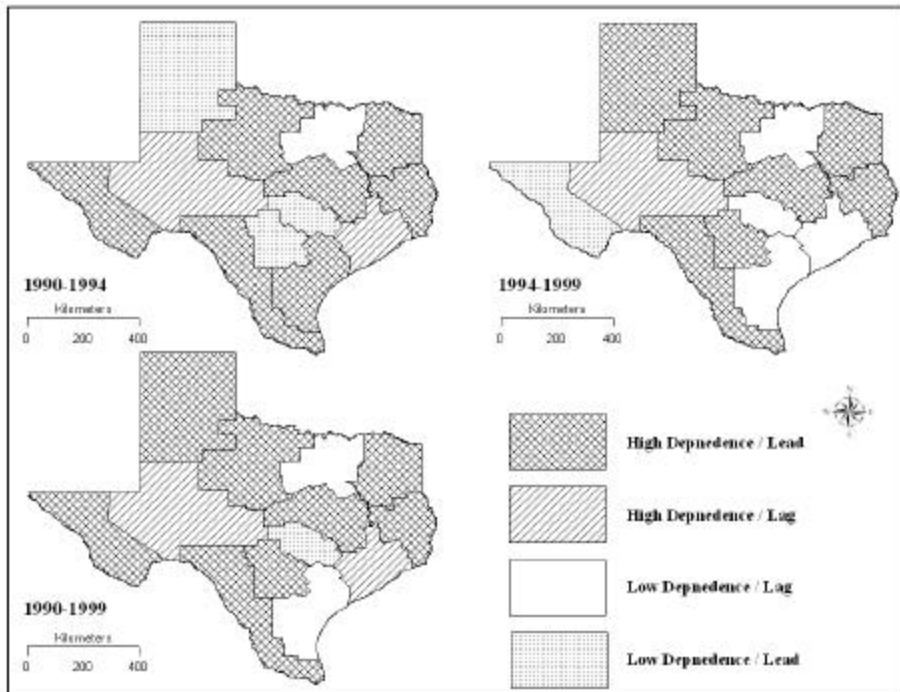 1990-1994
Kilometers
0 200 400
1994-1999
Kilometers
0 200 400
1990-1999
Kilometers
0 200 400
N
High Depnedence / Lead
High Depnedence / Lag
Low Depnedence / Lag
Low Depnedence / Lead